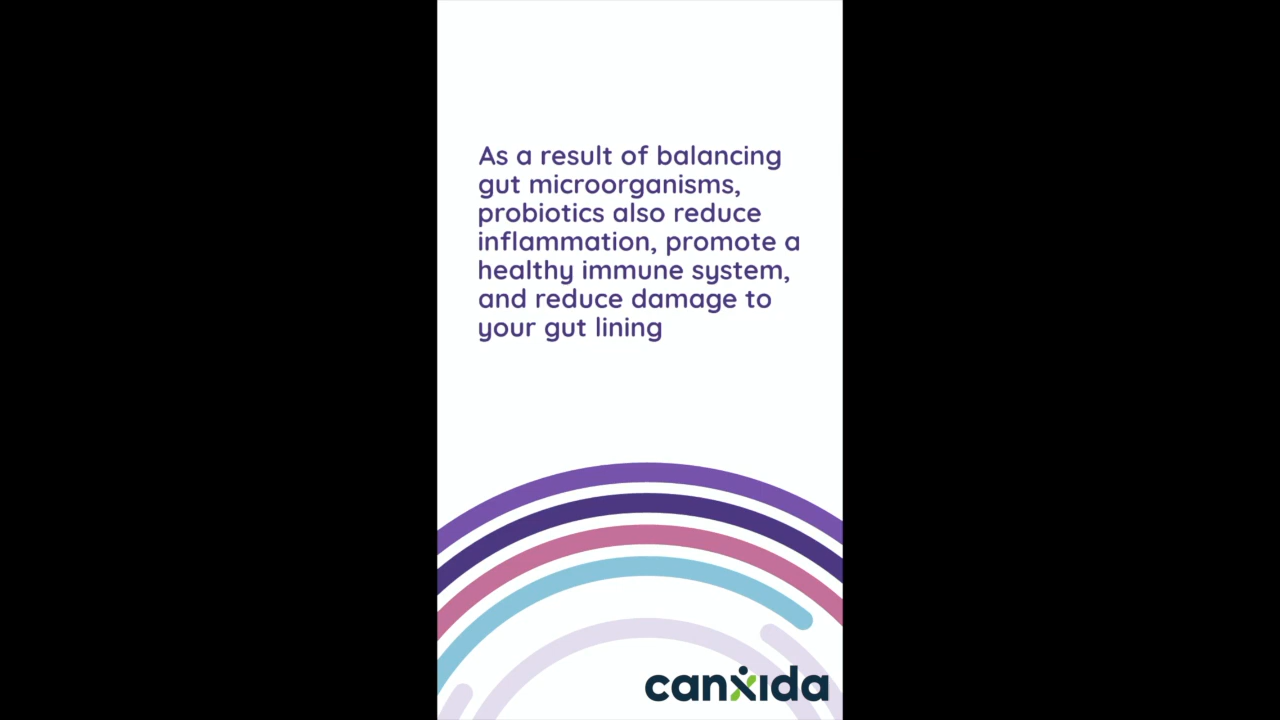 As a result of balancing
gut microorganisms,
probiotics also reduce
inflammation, promote a
healthy immune system,
and reduce damage to
your gut lining
canxida